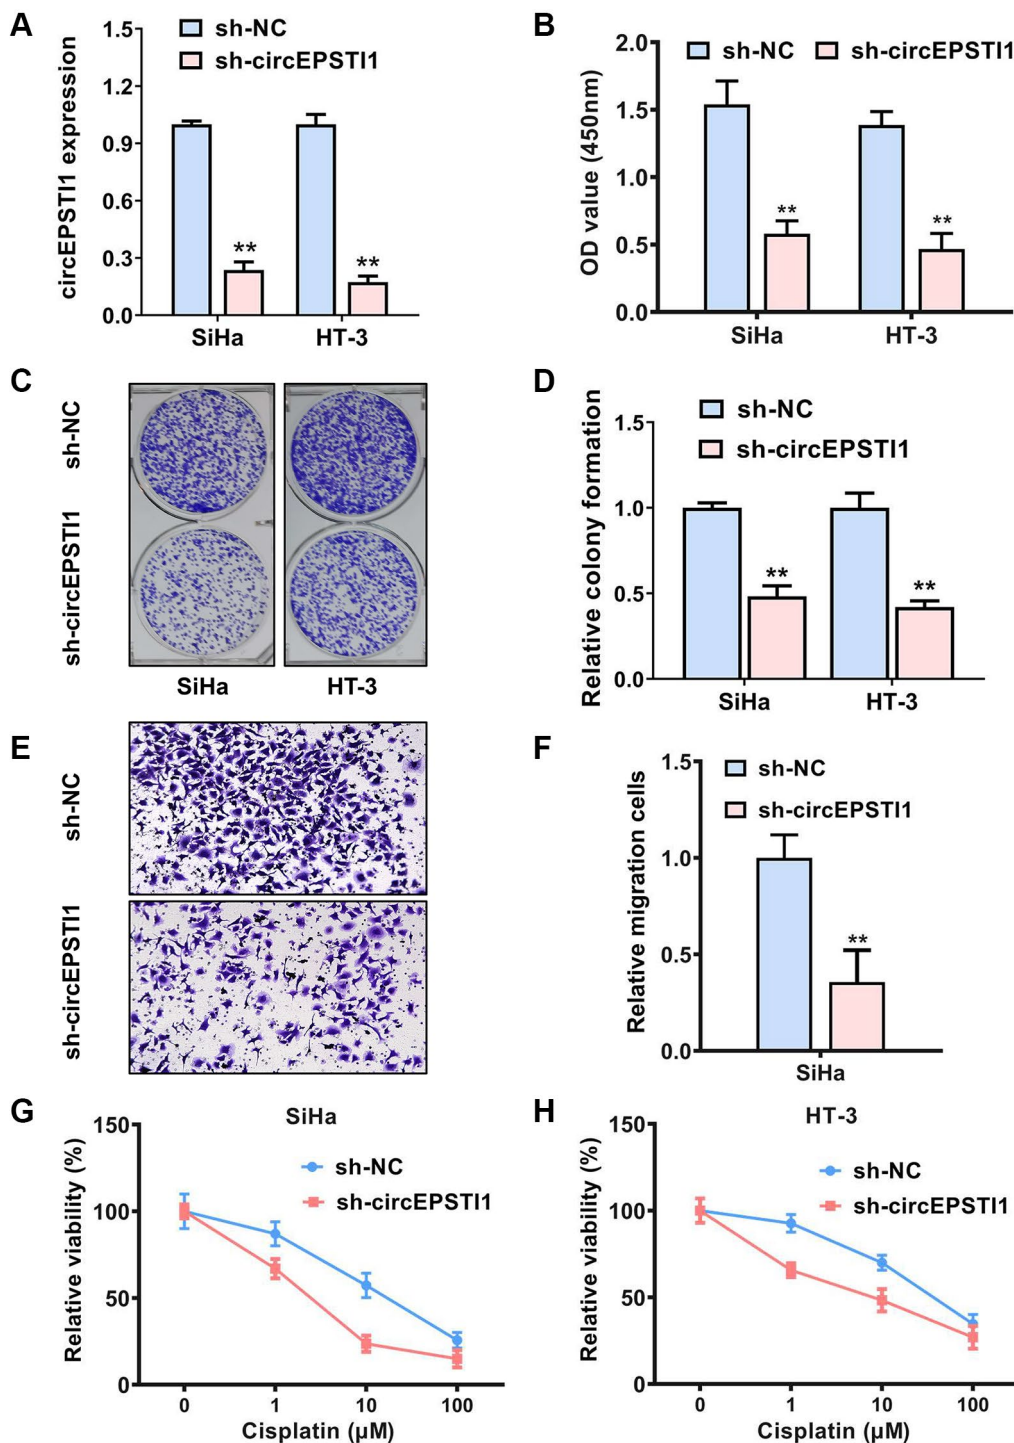 A
circEPSTI1 expression
1.5
1.2
0.9
0.6
0.3
0.0
sh-NC
sh-circEPSTI1
**
**
SiHa
HT-3
B
OD value (450nm)
2.0
1.5
1.0
0.5
0.0
sh-NC
sh-circEPSTI1
**
**
SiHa
HT-3
C
sh-NC
sh-circEPSTI1
SiHa
HT-3
D
Relative colony formation
1.5
1.0
0.5
0.0
sh-NC
sh-circEPSTI1
**
**
SiHa
HT-3
E
sh-NC
sh-circEPSTI1
F
Relative migration cells
1.5
1.0
0.5
0.0
sh-NC
sh-circEPSTI1
**
SiHa
G
SiHa
Relative viability (%)
150
100
50
0
sh-NC
sh-circEPSTI1
0
1
10
100
Cisplatin (µM)
H
HT-3
Relative viability (%)
150
100
50
0
sh-NC
sh-circEPSTI1
0
1
10
100
Cisplatin (µM)